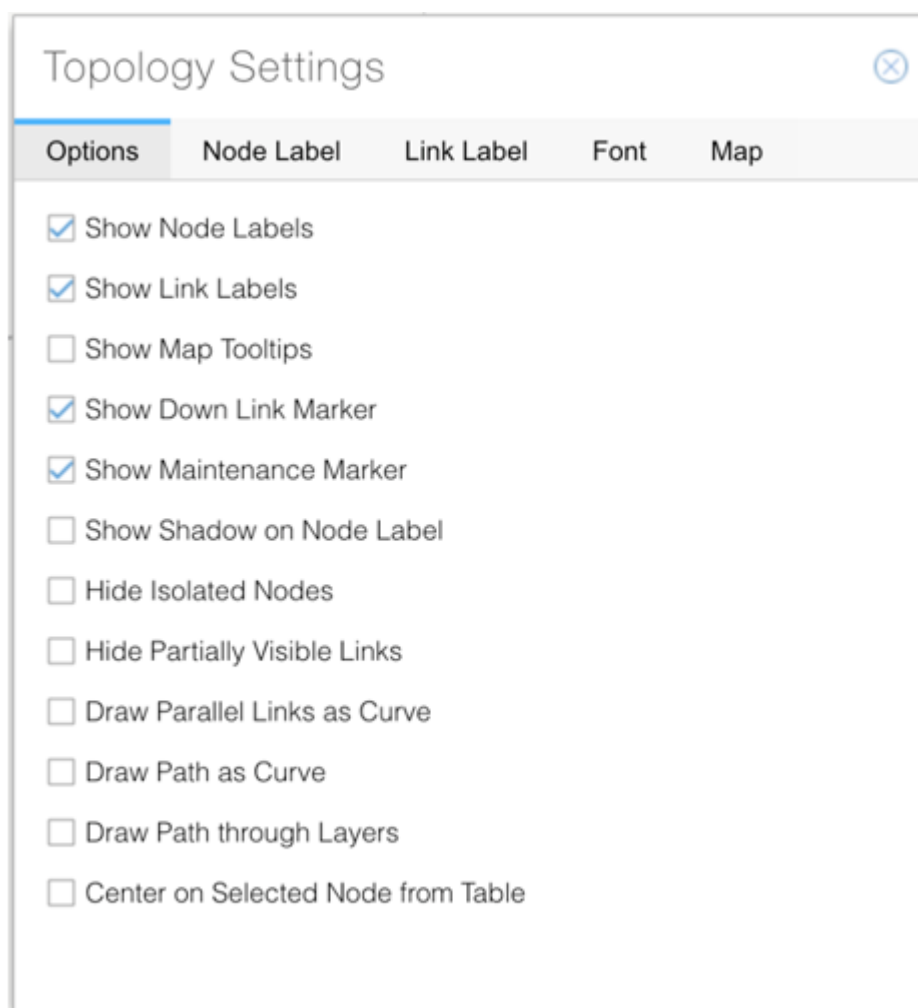 Topology Settings
Options Node Label Link Label Font Map
Show Node Labels
Show Link Labels
Show Map Tooltips
Show Down Link Marker
Show Maintenance Marker
Show Shadow on Node Label
Hide Isolated Nodes
Hide Partially Visible Links
Draw Parallel Links as Curve
Draw Path as Curve
Draw Path through Layers
Center on Selected Node from Table